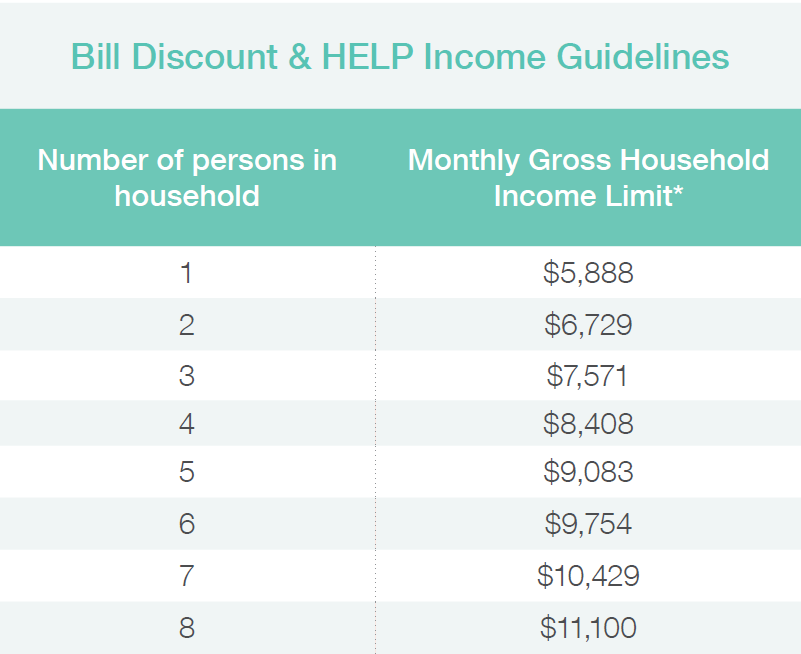 Bill Discount & HELP Income Guidelines
Number of persons in
household
Monthly Gross Household
Income Limit*
1 $5,888
2 $6,729
3 $7,571
4 $8,408
5 $9,083
6 $9,754
7 $10,429
8 $11,100